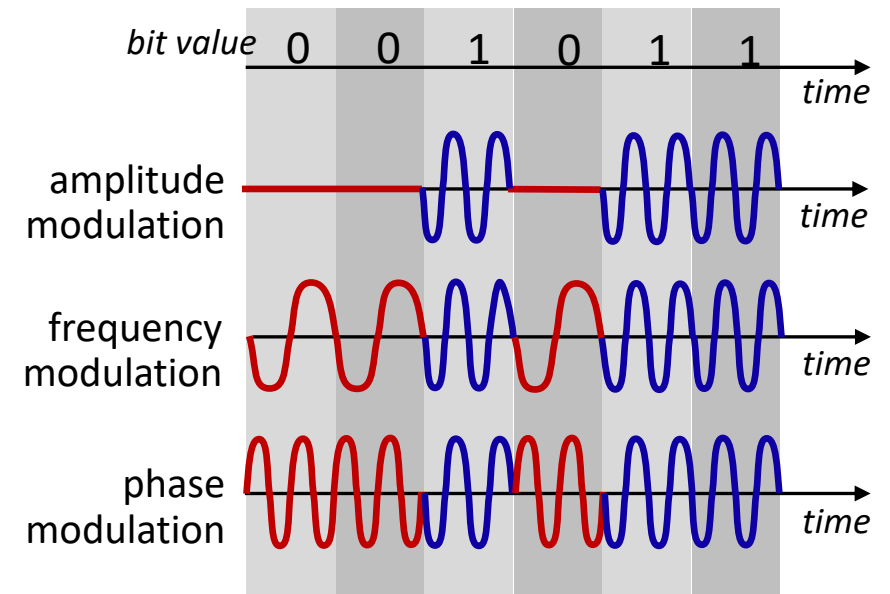 bit value 0 0 1 0 1 1
time
amplitude
modulation
time
frequency
modulation
time
phase
modulation
time